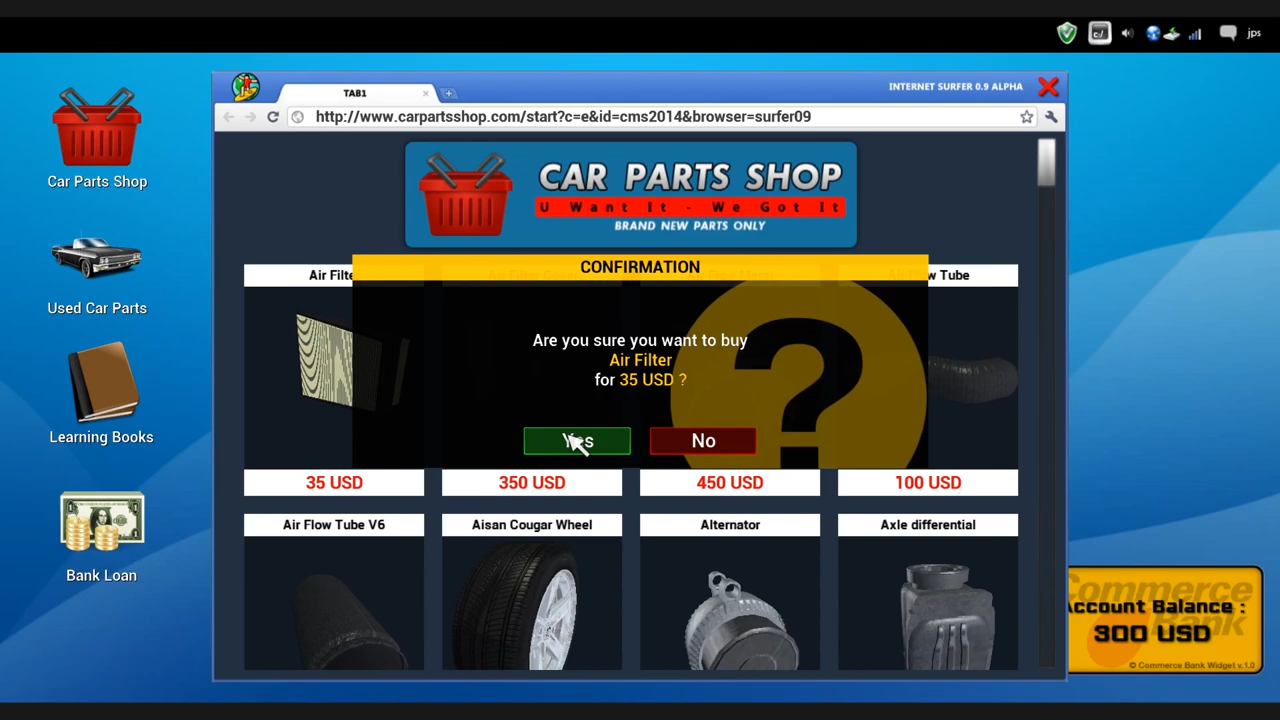 jps
INTERNET SURFER 0.9 ALPHA
TAB1
http://www.carpartsshop.com/start?c=e&id=cms2014&browser=surfer09
Car Parts Shop
Used Car Parts
Learning Books
Bank Loan
CAR PARTS SHOP
U Want It - We Got It
BRAND NEW PARTS ONLY
CONFIRMATION
Are you sure you want to buy
Air Filter
for 35 USD ?
Yes
No
35 USD
350 USD
450 USD
100 USD
Air Flow Tube V6
Aisan Cougar Wheel
Alternator
Axle differential
Commerce
Bank
Account Balance :
300 USD
© Commerce Bank Widget v.1.0